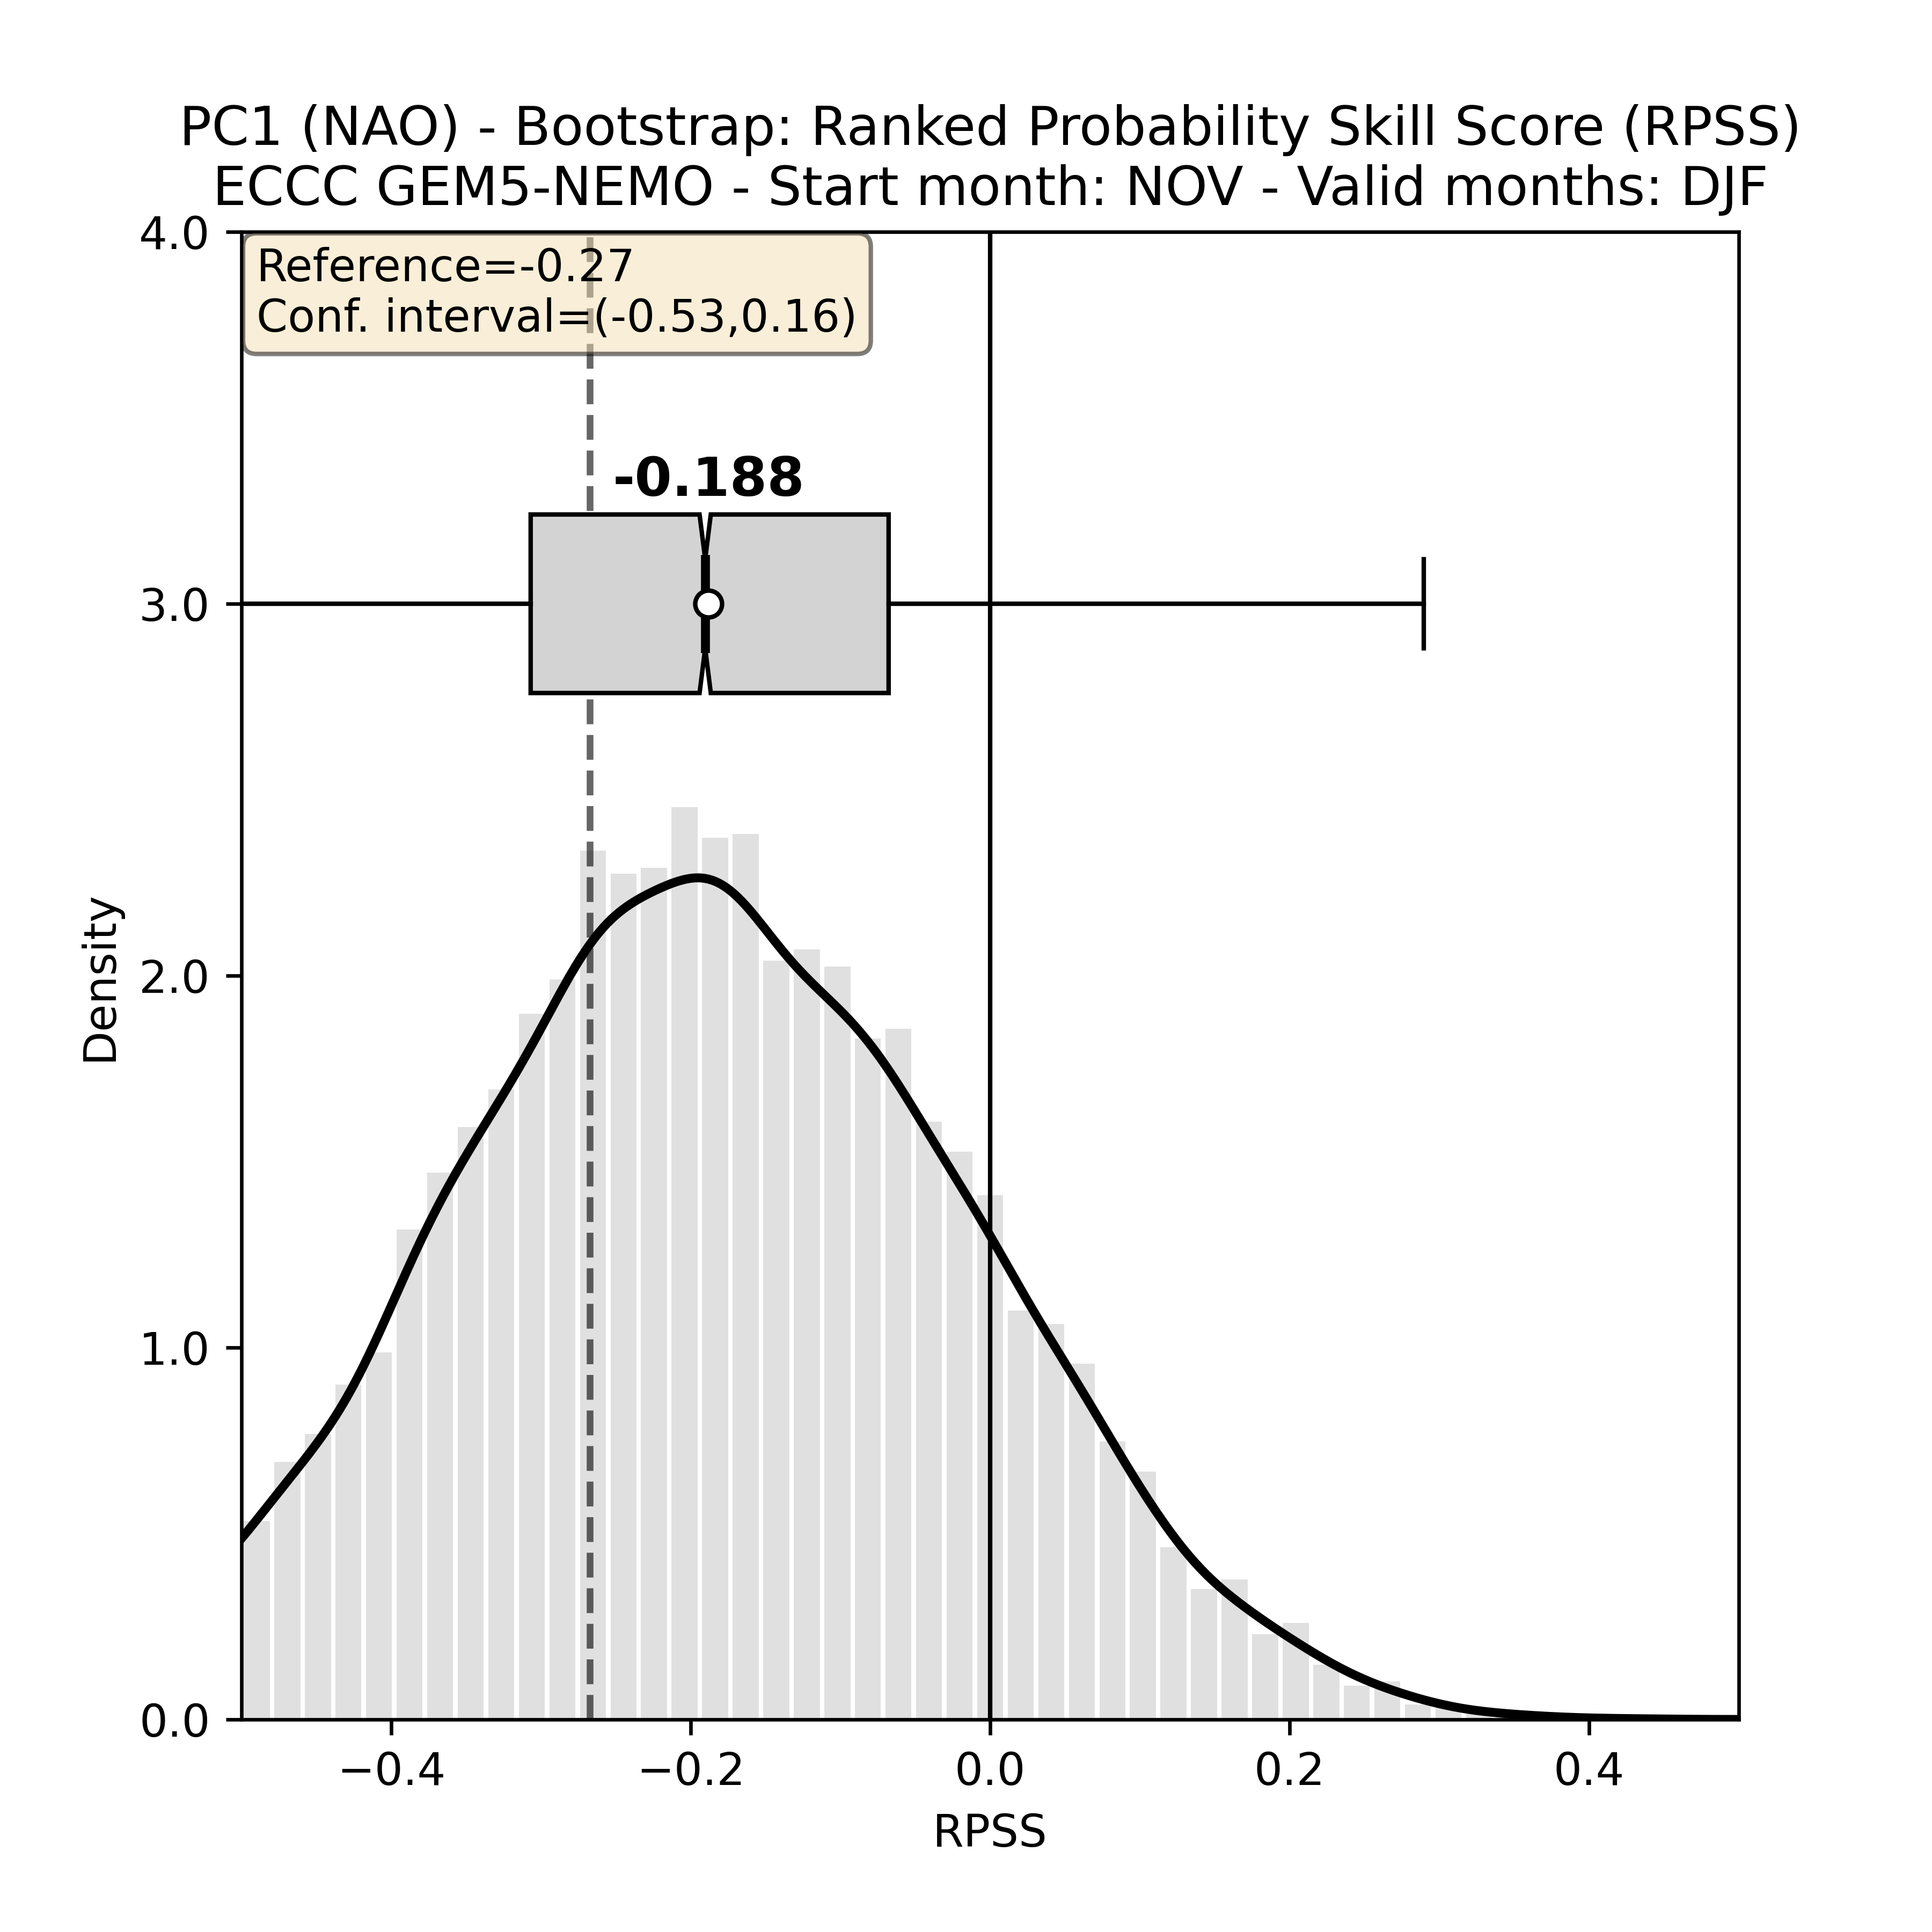 PC1 (NAO) - Bootstrap: Ranked Probability Skill Score (RPSS)
ECCC GEM5-NEMO - Start month: NOV - Valid months: DJF
4.0
Reference=-0.27
Conf. interval=(-0.53,0.16)
-0.188
3.0
Density
2.0
1.0
0.0
−0.4 −0.2 0.0 0.2 0.4
RPSS